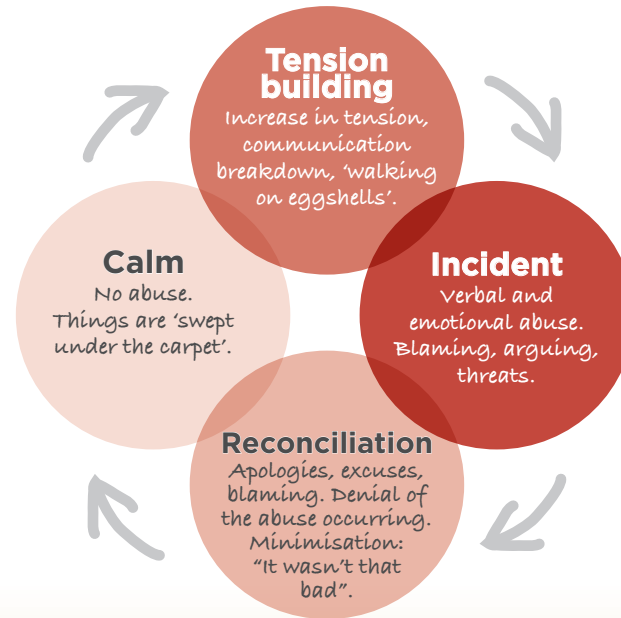 Tension
building
Increase in tension,
communication
breakdown, ‘walking
on eggshells’.
Incident
Verbal and
emotional abuse.
Blaming, arguing,
threats.
Reconciliation
Apologies, excuses,
blaming. Denial of
the abuse occurring.
Minimisation:
“It wasn’t that
bad”.
Calm
No abuse.
Things are ‘swept
under the carpet’.